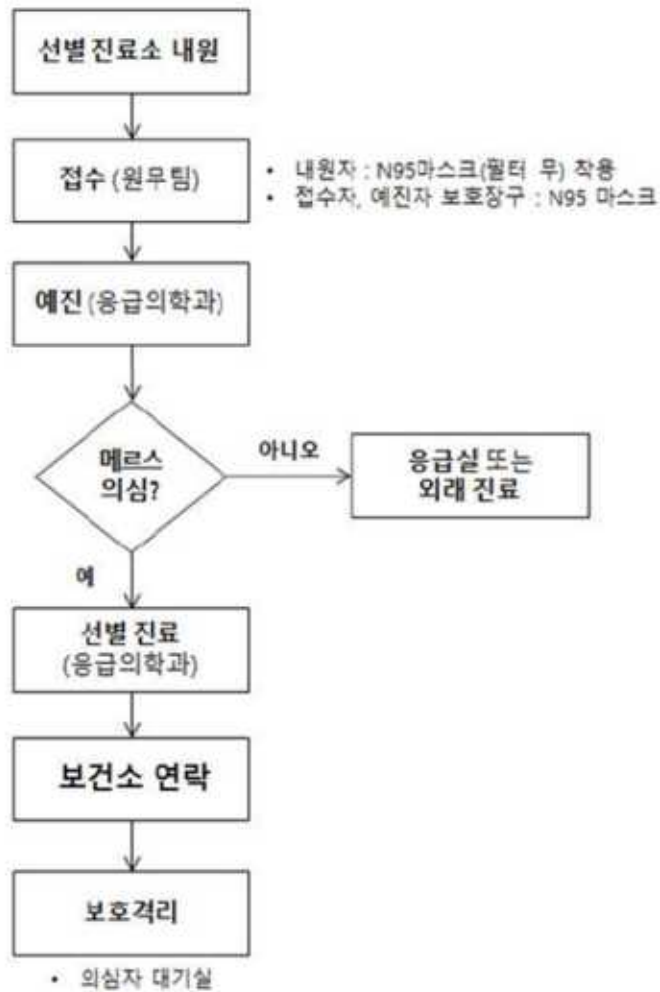 선별 진료소 내원
접수 (원무팀)
• 내원자 : N95마스크(필터 무) 착용
• 접수자, 예진자 보호장구 : N95 마스크
예진 (응급의학과)
메르스
의심?
아니오
응급실 또는
외래 진료
예
선별 진료
(응급의학과)
보건소 연락
보호격리
• 의심자 대기실